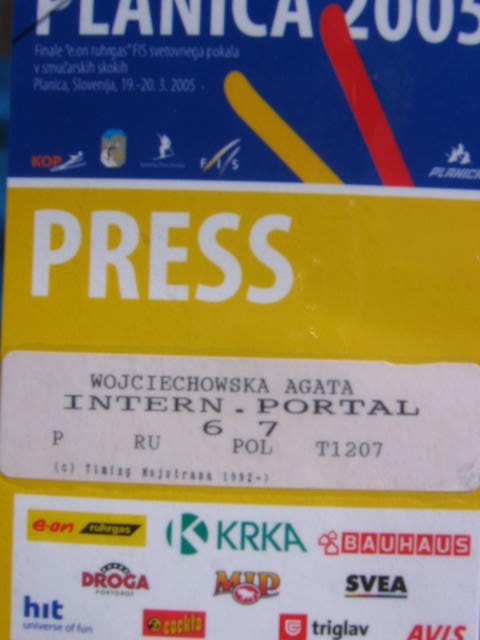 PLANICA 2005
Finale "e.on ruhrgas" FIS svetovnega pokala
v smučarskih skokih
Planica, Slovenija, 19.-20. 3. 2005
KOP FIS PLANICA
PRESS
WOJCIECHOWSKA AGATA
INTERN.PORTAL
6 7
P RU POL T1207
(c) Timing Mojstrana 1992-)
e·on ruhrgas KRKA BAUHAUS
DROGA PORTOROŽ MIP SVEA
hit universe of fun Cockta triglav AVIS